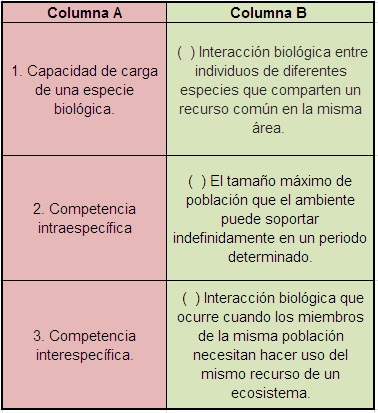 Columna A
Columna B
1. Capacidad de carga
de una especie
biológica.
( ) Interacción biológica entre
individuos de diferentes
especies que comparten un
recurso común en la misma
área.
2. Competencia
intraespecífica
( ) El tamaño máximo de
población que el ambiente
puede soportar
indefinidamente en un periodo
determinado.
3. Competencia
interespecífica.
( ) Interacción biológica que
ocurre cuando los miembros
de la misma población
necesitan hacer uso del
mismo recurso de un
ecosistema.